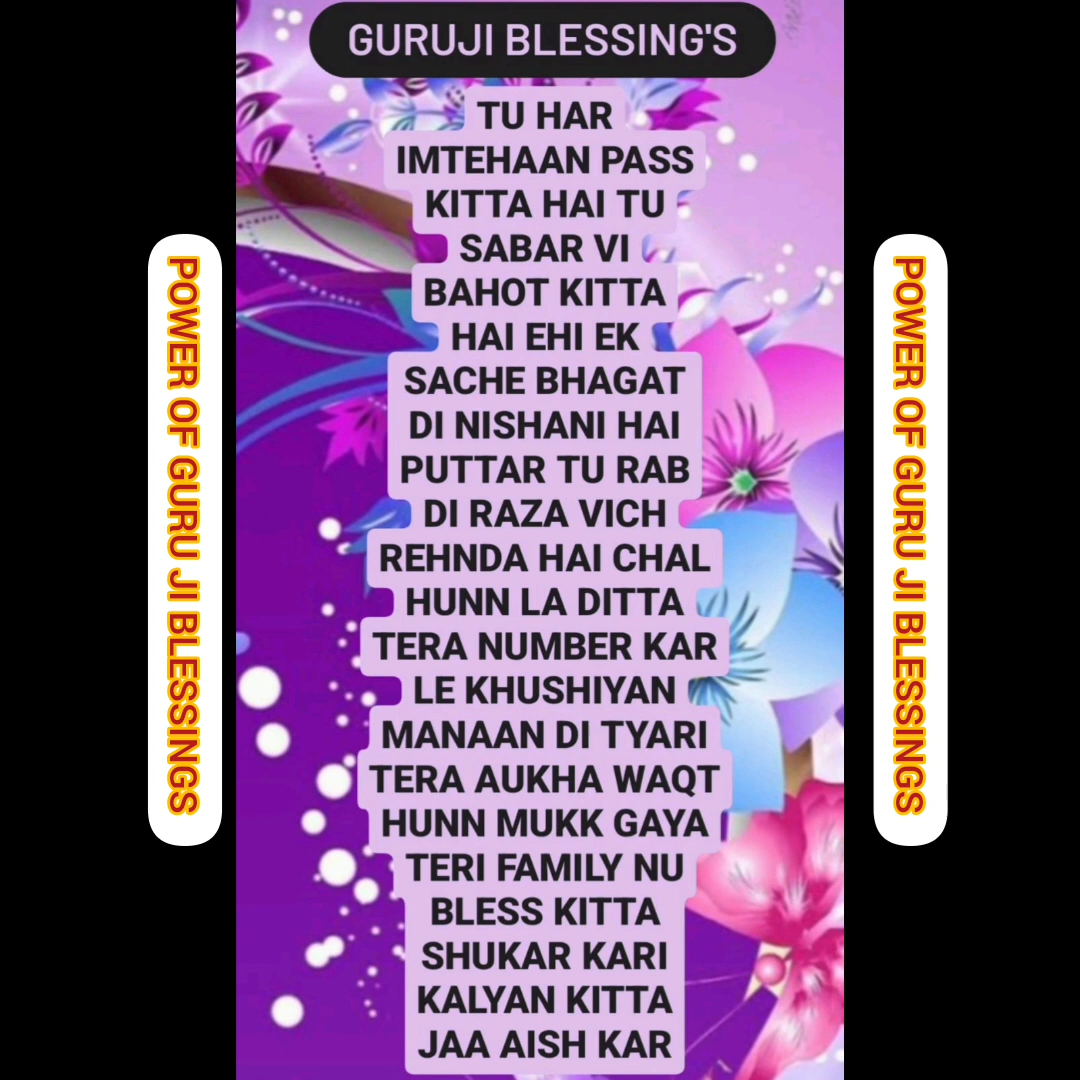 GURUJI BLESSING'S
TU HAR
IMTEHAAN PASS
KITTA HAI TU
SABAR VI
BAHOT KITTA
HAI EHI EK
SACHE BHAGAT
DI NISHANI HAI
PUTTAR TU RAB
DI RAZA VICH
REHNDA HAI CHAL
HUNN LA DITTA
TERA NUMBER KAR
LE KHUSHIYAN
MANAAN DI TYARI
TERA AUKHA WAQT
HUNN MUKK GAYA
TERI FAMILY NU
BLESS KITTA
SHUKAR KARI
KALYAN KITTA
JAA AISH KAR
POWER OF GURU JI BLESSINGS
POWER OF GURU JI BLESSINGS